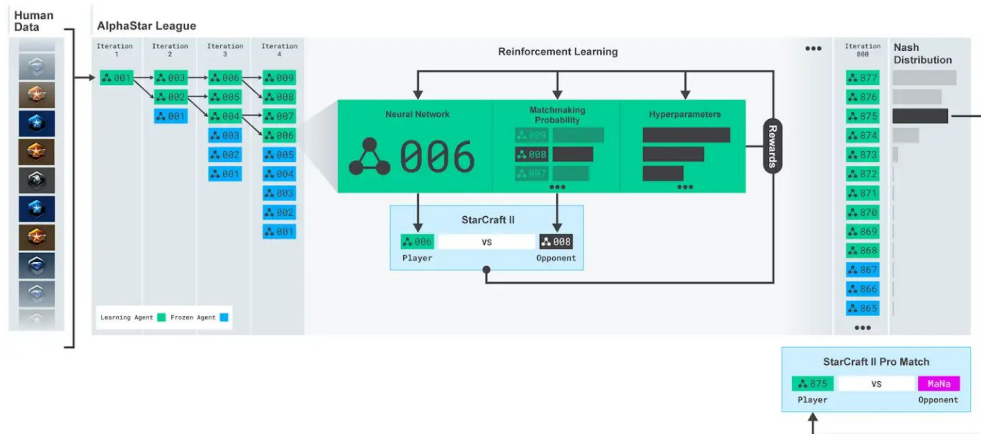 Human
Data
AlphaStar League
Iteration
1
Iteration
2
Iteration
3
Iteration
4
001
003
002
001
006
005
004
003
002
001
009
008
007
006
005
004
003
002
001
Learning Agent
Frozen Agent
Reinforcement Learning
Neural Network
006
Matchmaking
Probability
009
008
007
Hyperparameters
Rewards
StarCraft II
006 VS 008
Player Opponent
Iteration
800
877
876
875
874
873
872
871
870
869
868
867
866
865
Nash
Distribution
StarCraft II Pro Match
875 VS MaNa
Player Opponent